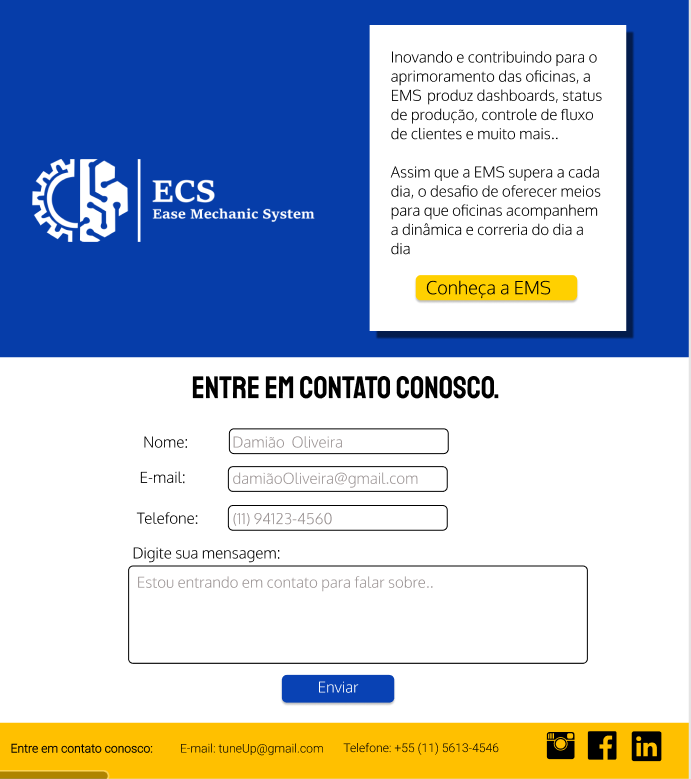 Inovando e contribuindo para o
aprimoramento das oficinas, a
EMS produz dashboards, status
de produção, controle de fluxo
de clientes e muito mais..
Assim que a EMS supera a cada
dia, o desafio de oferecer meios
para que oficinas acompanhem
a dinâmica e correria do dia a
dia
Conheça a EMS
ECS
Ease Mechanic System
ENTRE EM CONTATO CONOSCO.
Nome: Damião Oliveira
E-mail: damiãoOliveira@gmail.com
Telefone: (11) 94123-4560
Digite sua mensagem:
Estou entrando em contato para falar sobre..
Enviar
Entre em contato conosco: E-mail: tuneUp@gmail.com Telefone: +55 (11) 5613-4546